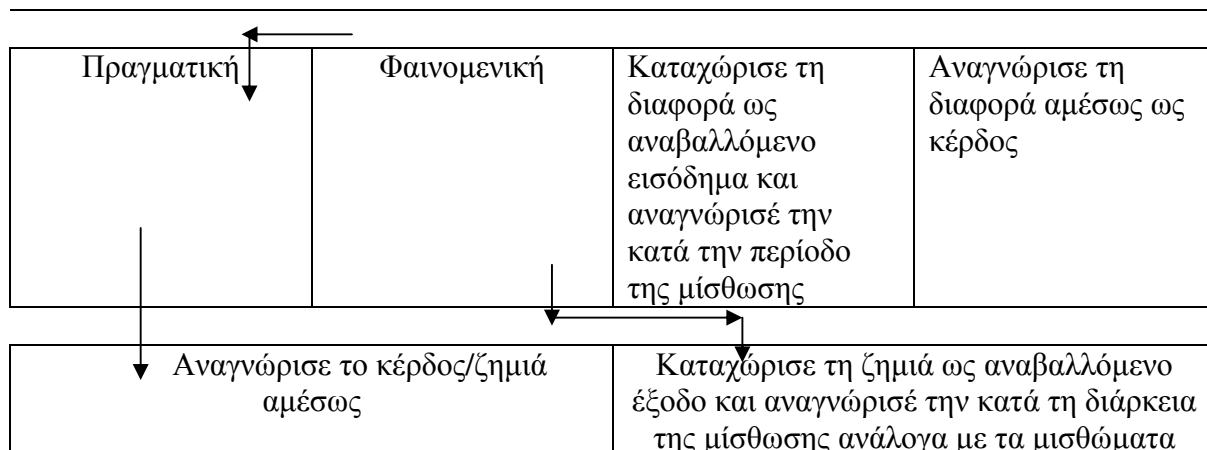 Πραγματική
Φαινομενική
Καταχώρισε τη
διαφορά ως
αναβαλλόμενο
εισόδημα και
αναγνώρισέ την
κατά την περίοδο
της μίσθωσης
Αναγνώρισε τη
διαφορά αμέσως ως
κέρδος
Αναγνώρισε το κέρδος/ζημιά
αμέσως
Καταχώρισε τη ζημιά ως αναβαλλόμενο
έξοδο και αναγνώρισέ την κατά τη διάρκεια
της μίσθωσης ανάλογα με τα μισθώματα